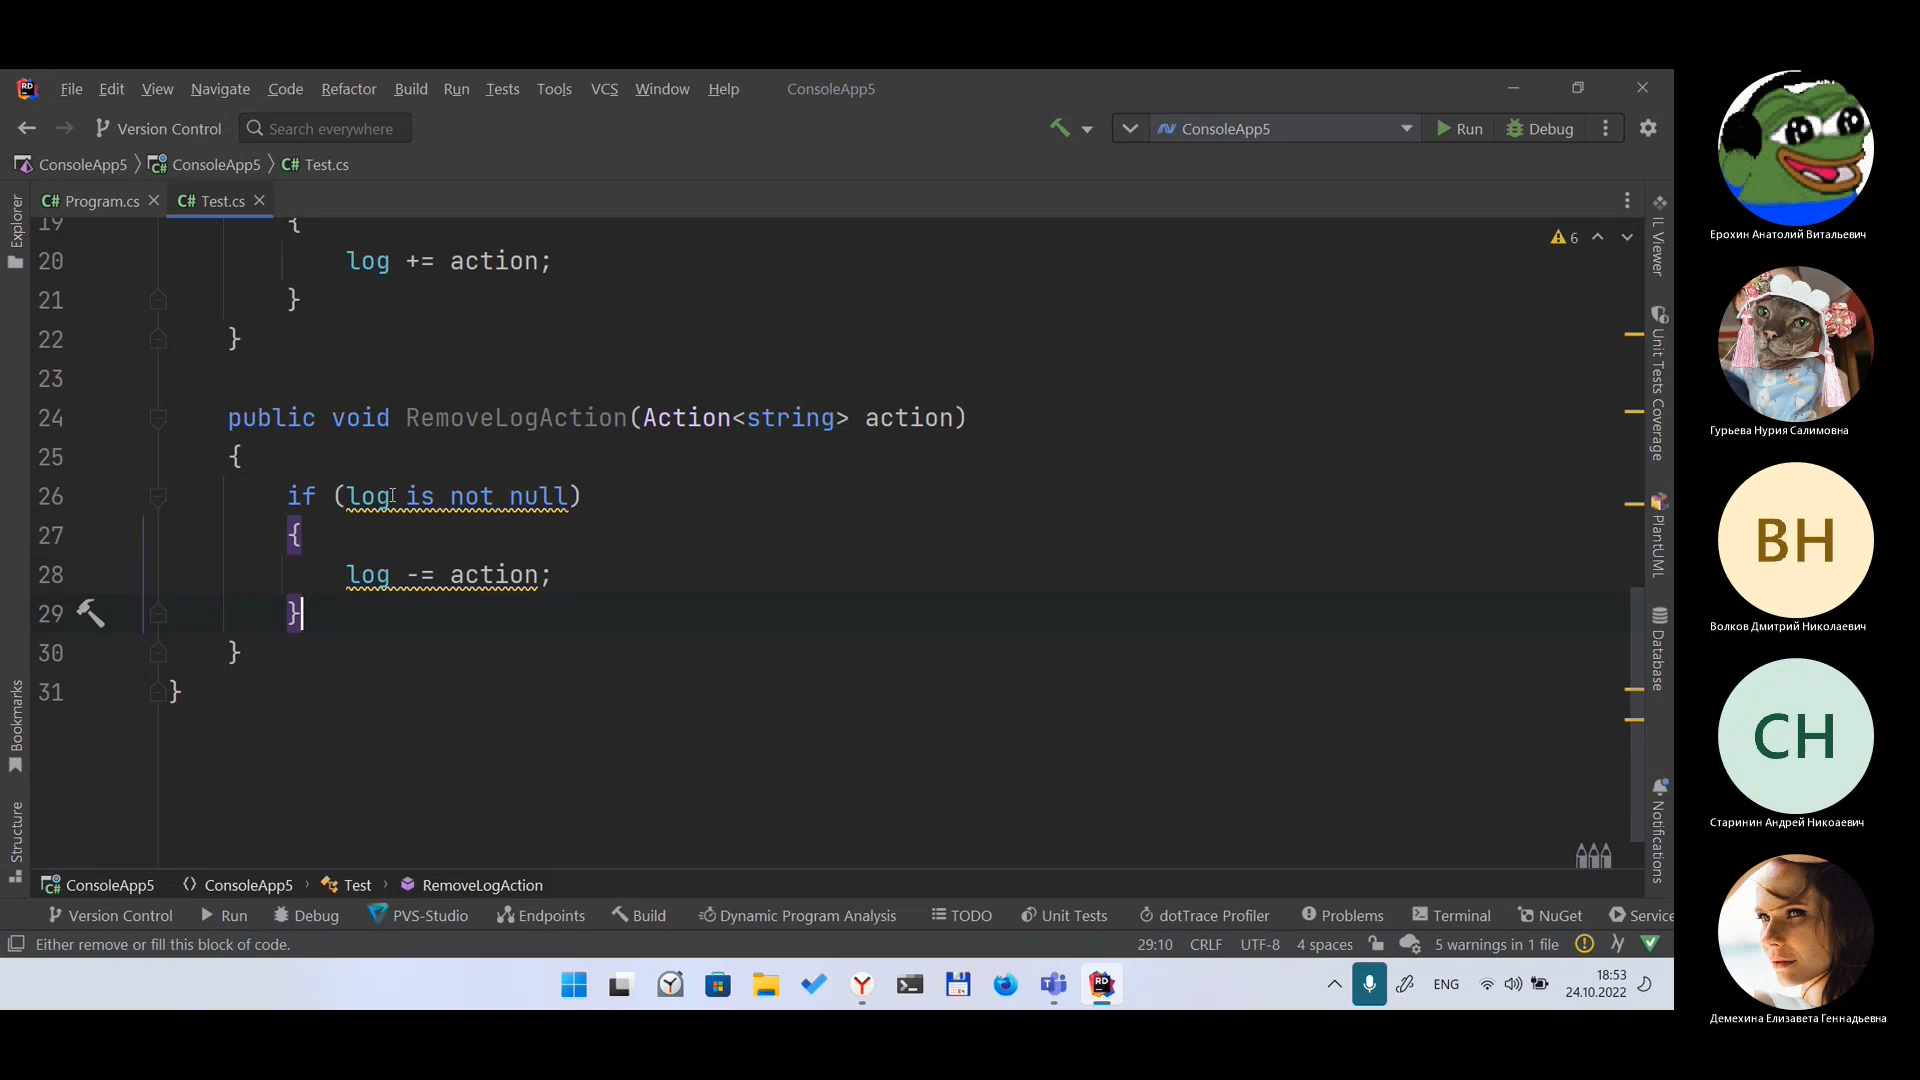 File Edit View Navigate Code Refactor Build Run Tests Tools VCS Window Help ConsoleApp5
Version Control Search everywhere ConsoleApp5 Run Debug
ConsoleApp5 ConsoleApp5 C# Test.cs
C# Program.cs C# Test.cs
Explorer
Bookmarks
Structure
6
19 {
20 log += action;
21 }
22 }
23
24 public void RemoveLogAction(Action<string> action)
25 {
26 if (log is not null)
27 {
28 log -= action;
29 }
30 }
31 }
IL Viewer
Unit Tests Coverage
PlantUML
Database
Notifications
ConsoleApp5 ConsoleApp5 Test RemoveLogAction
Version Control Run Debug PVS-Studio Endpoints Build Dynamic Program Analysis TODO Unit Tests dotTrace Profiler Problems Terminal NuGet Service
Either remove or fill this block of code. 29:10 CRLF UTF-8 4 spaces 5 warnings in 1 file
ENG 18:53
24.10.2022
Ерохин Анатолий Витальевич
Гурьева Нурия Салимовна
ВН
Волков Дмитрий Николаевич
СН
Старинин Андрей Никоаевич
Демехина Елизавета Геннадьевна